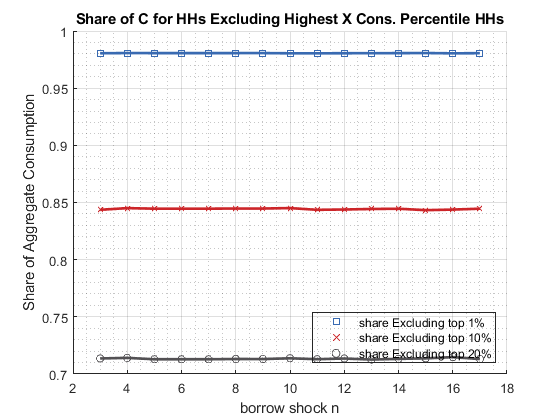 Share of C for HHs Excluding Highest X Cons. Percentile HHs
1
0.95
0.9
0.85
0.8
0.75
0.7
Share of Aggregate Consumption
share Excluding top 1%
share Excluding top 10%
share Excluding top 20%
2 4 6 8 10 12 14 16 18
borrow shock n